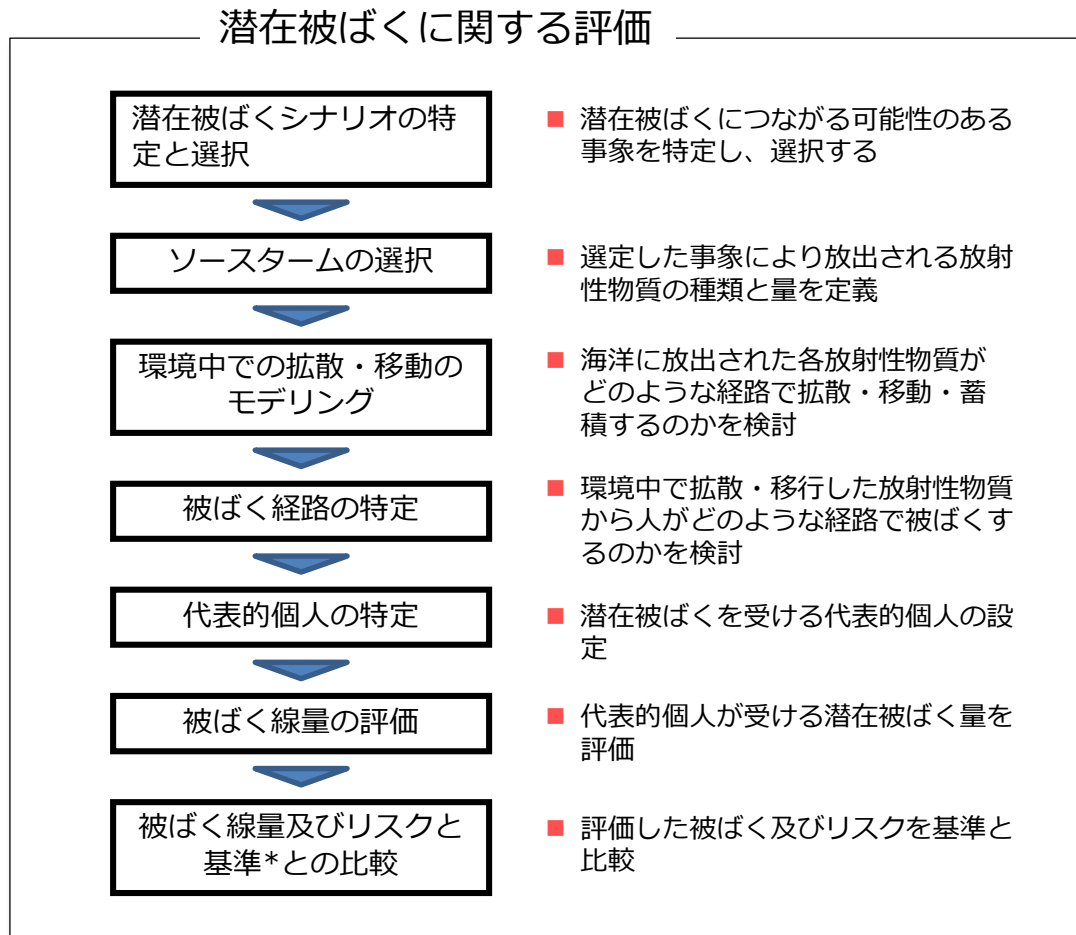 潜在被ばくに関する評価
潜在被ばくシナリオの特
定と選択
■ 潜在被ばくにつながる可能性のある
事象を特定し、選択する
ソースタームの選択
■ 選定した事象により放出される放射
性物質の種類と量を定義
環境中での拡散・移動の
モデリング
■ 海洋に放出された各放射性物質が
どのような経路で拡散・移動・蓄
積するのかを検討
被ばく経路の特定
■ 環境中で拡散・移行した放射性物質
から人がどのような経路で被ばくす
るのかを検討
代表的個人の特定
■ 潜在被ばくを受ける代表的個人の設
定
被ばく線量の評価
■ 代表的個人が受ける潜在被ばく量を
評価
被ばく線量及びリスクと
基準*との比較
■ 評価した被ばく及びリスクを基準と
比較